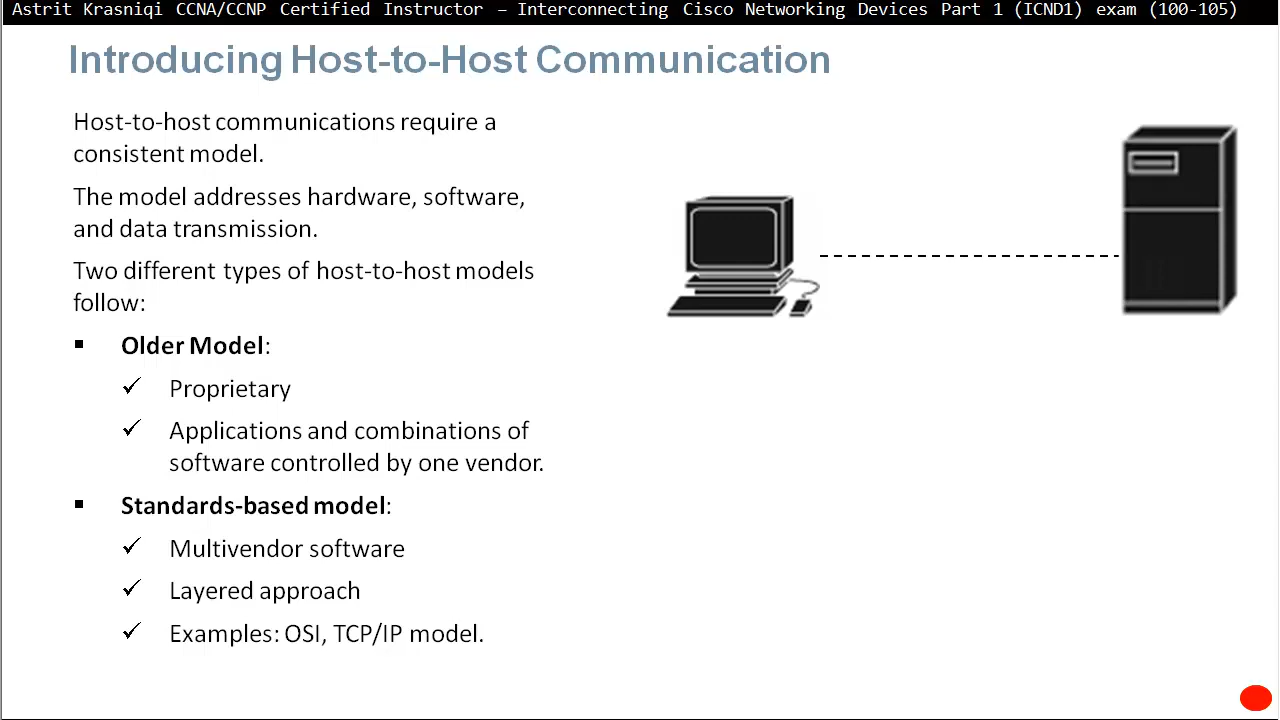 Astrit Krasniqi CCNA/CCNP Certified Instructor – Interconnecting Cisco Networking Devices Part 1 (ICND1) exam (100-105)
Introducing Host-to-Host Communication
Host-to-host communications require a
consistent model.
The model addresses hardware, software,
and data transmission.
Two different types of host-to-host models
follow:
▪ Older Model:
✓ Proprietary
✓ Applications and combinations of
software controlled by one vendor.
▪ Standards-based model:
✓ Multivendor software
✓ Layered approach
✓ Examples: OSI, TCP/IP model.